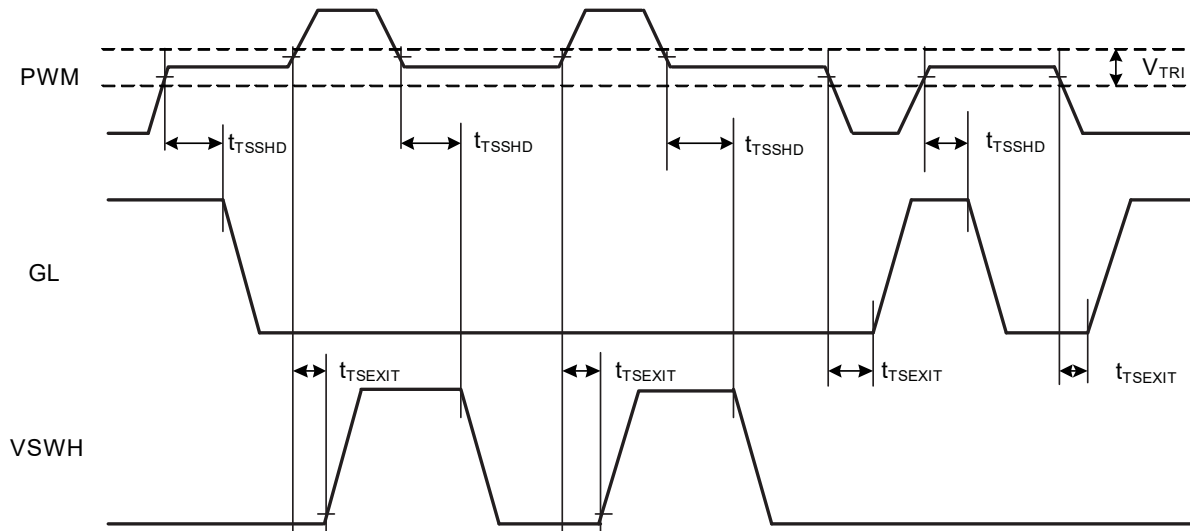 PWM
V_TRI
t_TSSHD
t_TSSHD
t_TSSHD
t_TSSHD
GL
t_TSEXIT
t_TSEXIT
t_TSEXIT
t_TSEXIT
VSWH